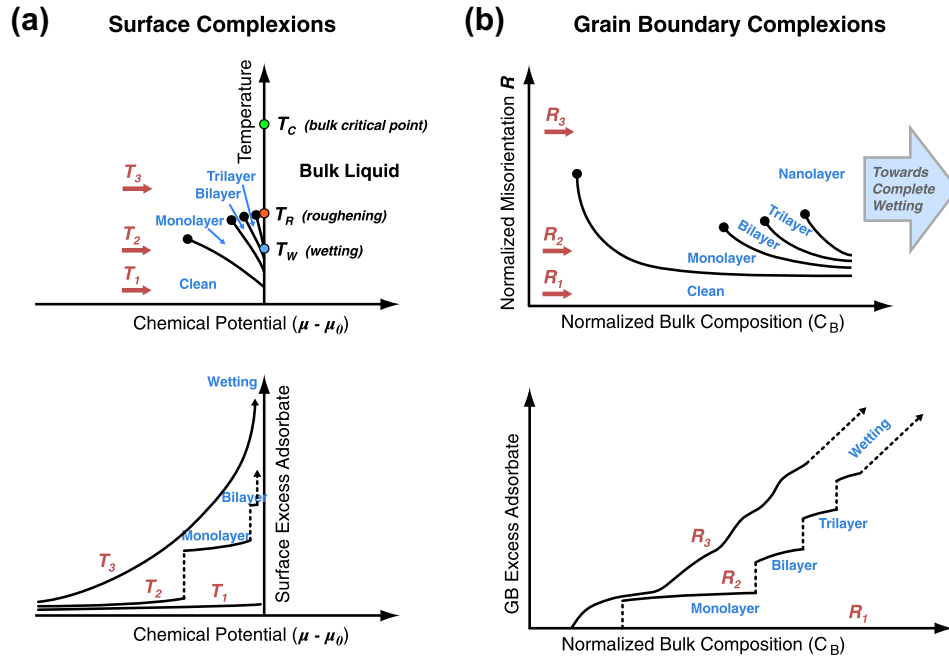 (a)
Surface Complexions
Temperature
T_C (bulk critical point)
Bulk Liquid
Trilayer
Bilayer
T_3
T_R (roughening)
Monolayer
T_2
T_W (wetting)
T_1
Clean
Chemical Potential (μ - μ_0)
Wetting
Surface Excess Adsorbate
Bilayer
Monolayer
T_3
T_2
T_1
Chemical Potential (μ - μ_0)
(b)
Grain Boundary Complexions
Normalized Misorientation R
R_3
Nanolayer
Towards
Complete
Wetting
Trilayer
Bilayer
R_2
Monolayer
R_1
Clean
Normalized Bulk Composition (C_B)
GB Excess Adsorbate
Wetting
R_3
Trilayer
Bilayer
R_2
Monolayer
R_1
Normalized Bulk Composition (C_B)